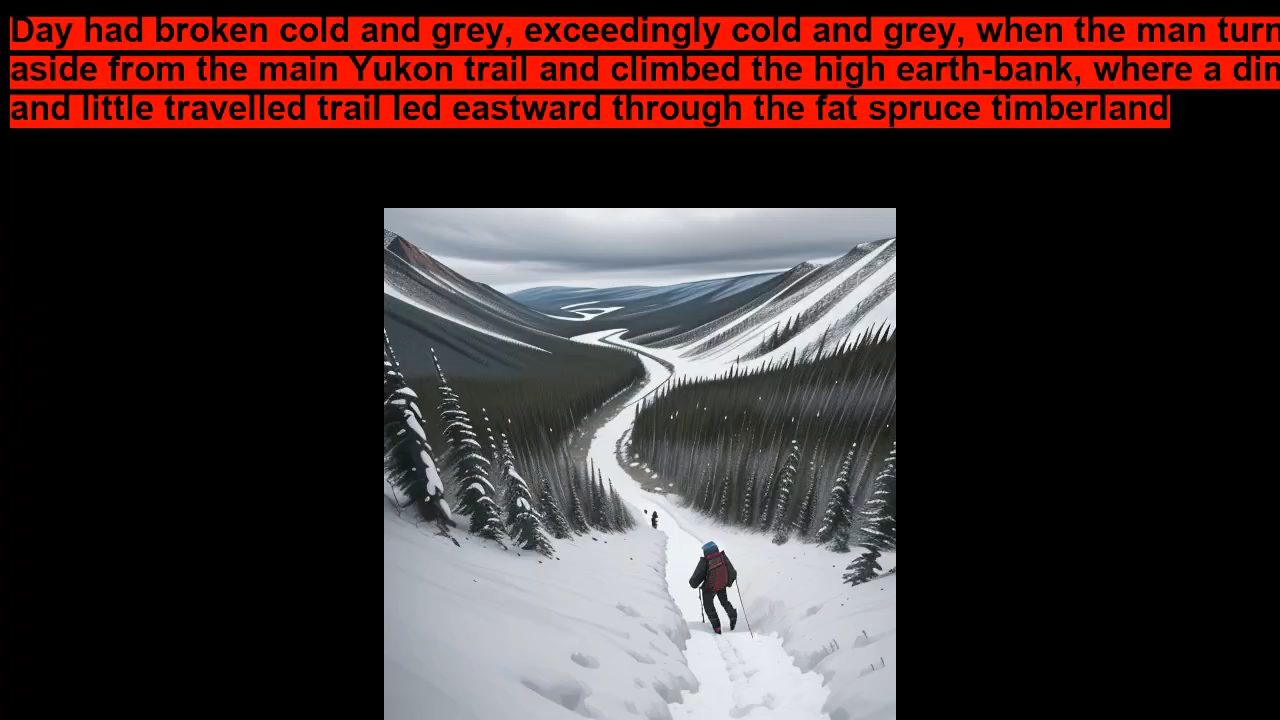 Day had broken cold and grey, exceedingly cold and grey, when the man turn
aside from the main Yukon trail and climbed the high earth-bank, where a di
and little travelled trail led eastward through the fat spruce timberland